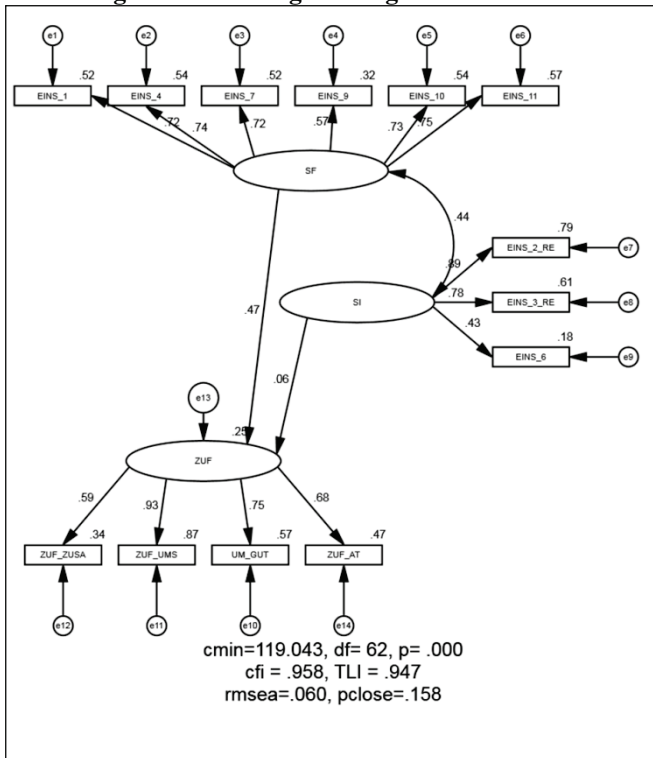 e1 e2 e3 e4 e5 e6
.52 .54 .52 .32 .54 .57
EINS_1 EINS_4 EINS_7 EINS_9 EINS_10 EINS_11
.72 .74 .72 .57 .73 .75
SF
.44
.79
EINS_2_RE e7
.89
.61
SI .78 EINS_3_RE e8
.47
.43
.18
EINS_6 e9
.06
e13
.25
ZUF
.59 .93 .75 .68
.34 .87 .57 .47
ZUF_ZUSA ZUF_UMS UM_GUT ZUF_AT
e12 e11 e10 e14
cmin=119.043, df= 62, p= .000
cfi = .958, TLI = .947
rmsea=.060, pclose=.158